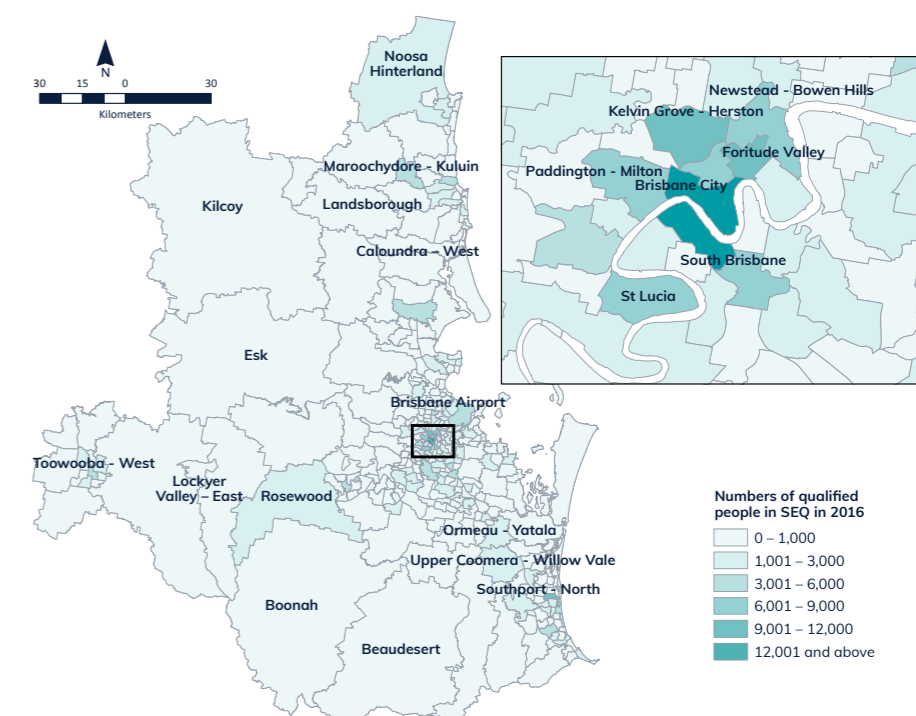 Noosa
Hinterland
N
30 15 0 30
Kilometers
Newstead - Bowen Hills
Kelvin Grove - Herston
Foritude Valley
Paddington - Milton
Brisbane City
South Brisbane
St Lucia
Maroochydore - Kuluin
Kilcoy
Landsborough
Caloundra – West
Esk
Brisbane Airport
Toowooba - West
Lockyer
Valley – East
Rosewood
Ormeau - Yatala
Upper Coomera - Willow Vale
Southport - North
Boonah
Beaudesert
Numbers of qualified
people in SEQ in 2016
0 – 1,000
1,001 – 3,000
3,001 – 6,000
6,001 – 9,000
9,001 – 12,000
12,001 and above